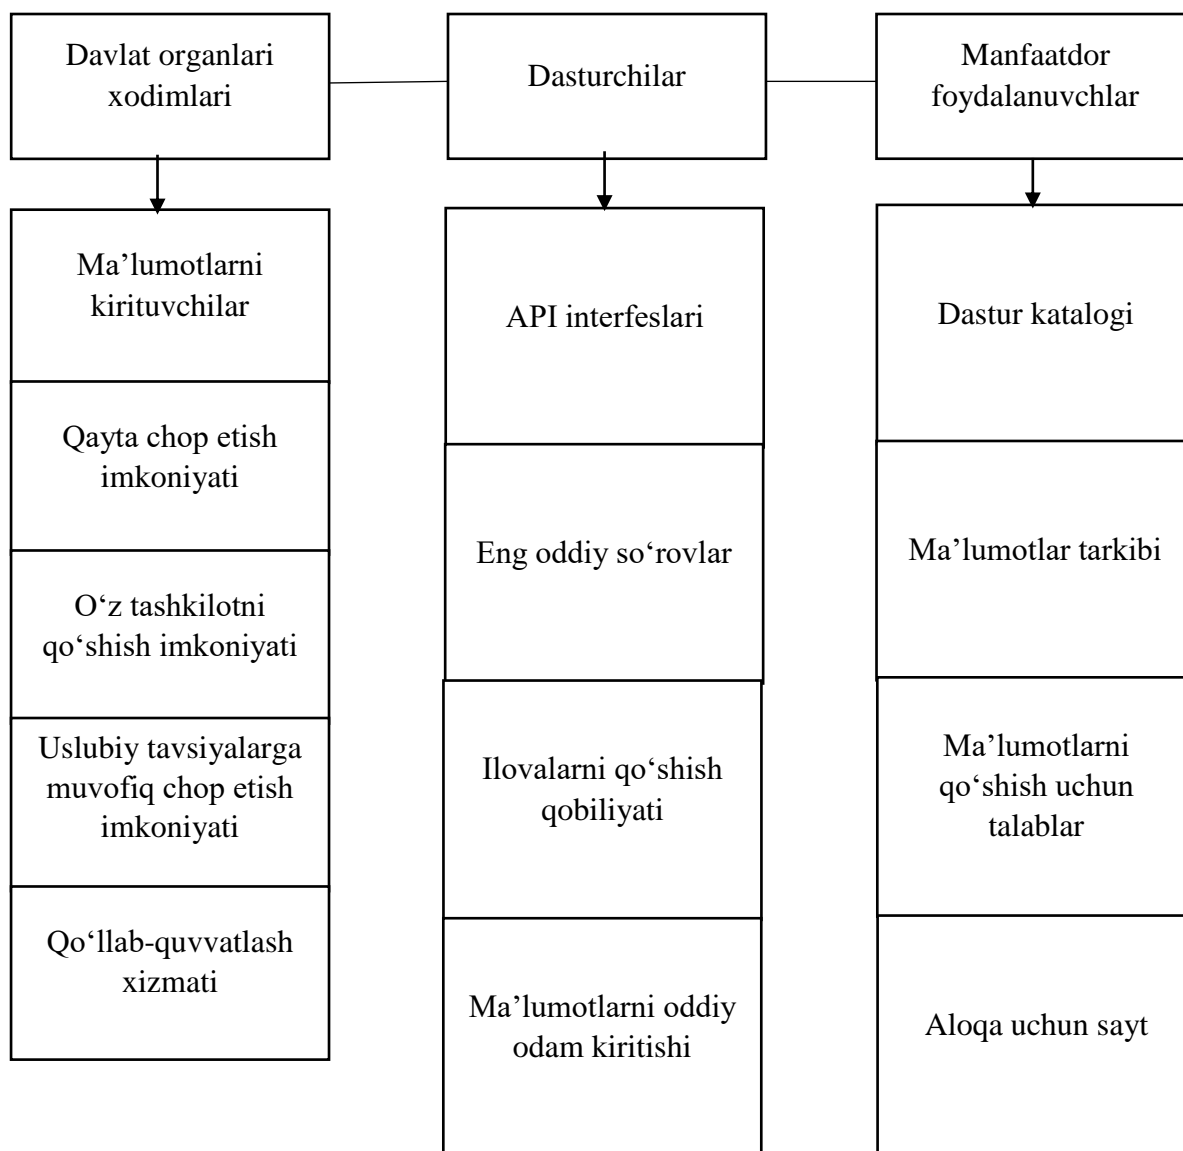 Davlat organlari
xodimlari
Dasturchilar
Manfaatdor
foydalanuvchlar
Ma’lumotlarni
kirituvchilar
Qayta chop etish
imkoniyati
O‘z tashkilotni
qo‘shish imkoniyati
Uslubiy tavsiyalarga
muvofiq chop etish
imkoniyati
Qo‘llab-quvvatlash
xizmati
API interfeslari
Eng oddiy so‘rovlar
Ilovalarni qo‘shish
qobiliyati
Ma’lumotlarni oddiy
odam kiritishi
Dastur katalogi
Ma’lumotlar tarkibi
Ma’lumotlarni
qo‘shish uchun
talablar
Aloqa uchun sayt